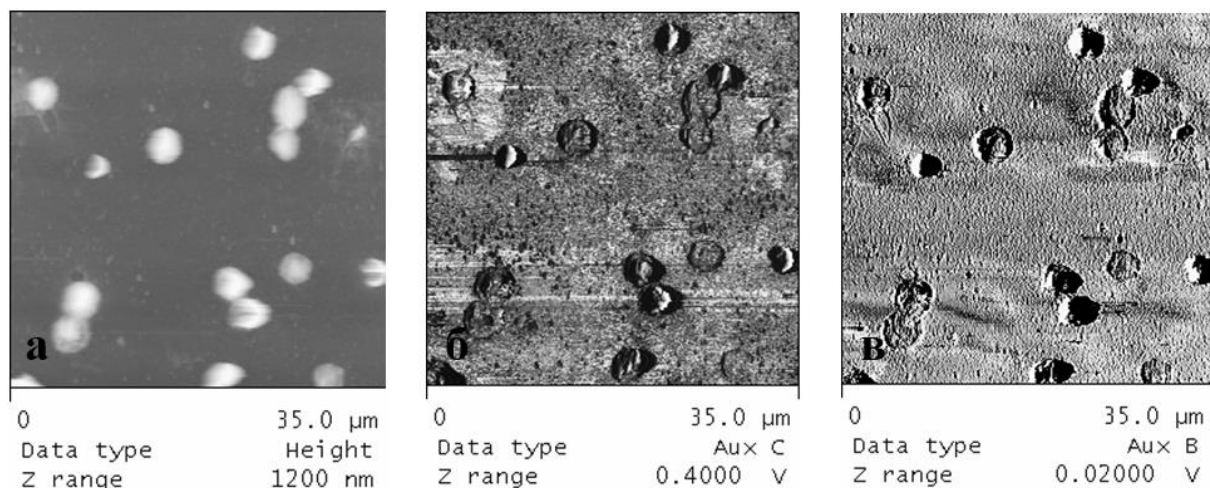 а
б
в
0 35.0 µm
Data type Height
Z range 1200 nm
0 35.0 µm
Data type Aux C
Z range 0.4000 V
0 35.0 µm
Data type Aux B
Z range 0.02000 V